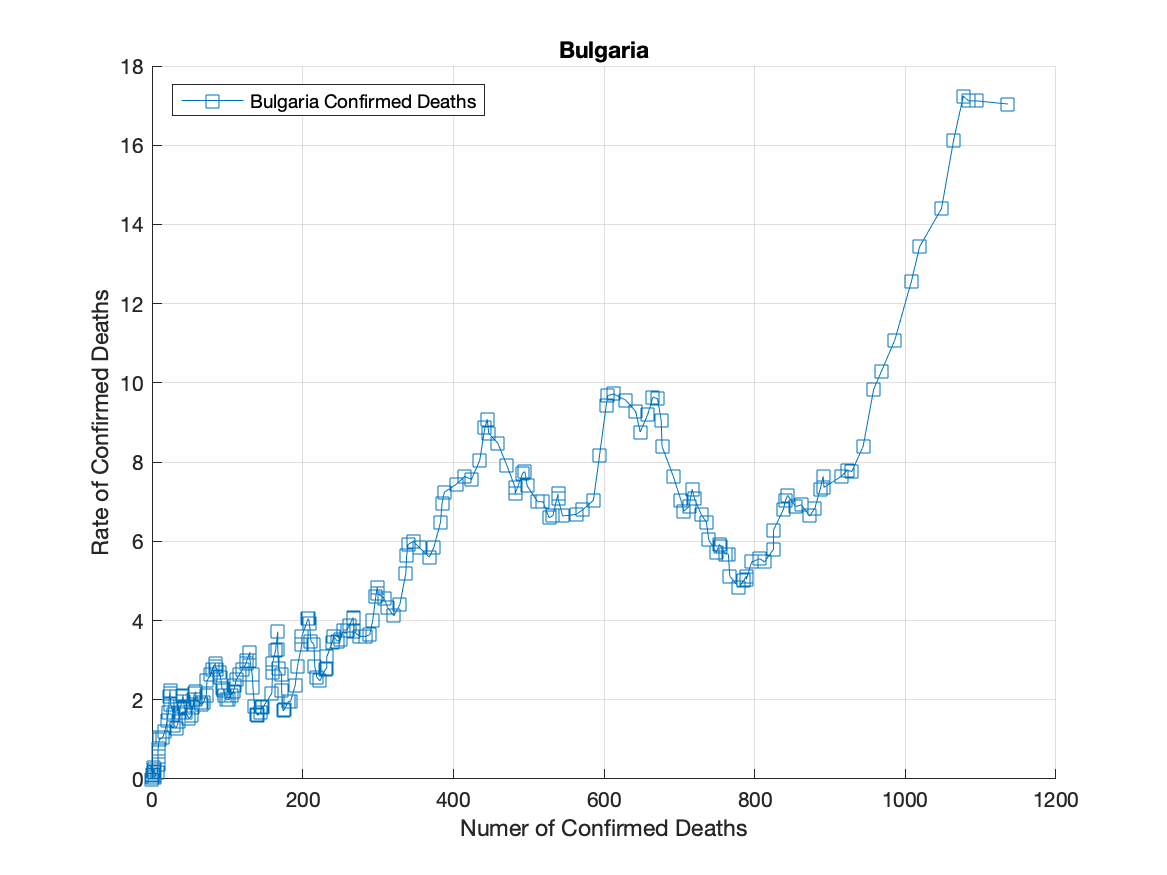 Bulgaria
Bulgaria Confirmed Deaths
Rate of Confirmed Deaths
18
16
14
12
10
8
6
4
2
0
0 200 400 600 800 1000 1200
Numer of Confirmed Deaths